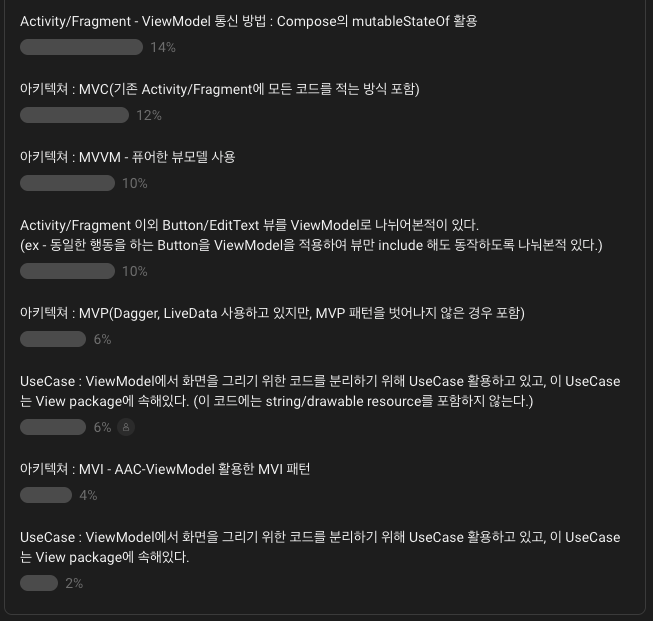 Activity/Fragment - ViewModel 통신 방법 : Compose의 mutableStateOf 활용
14%
아키텍쳐 : MVC(기존 Activity/Fragment에 모든 코드를 적는 방식 포함)
12%
아키텍쳐 : MVVM - 퓨어한 뷰모델 사용
10%
Activity/Fragment 이외 Button/EditText 뷰를 ViewModel로 나뉘어본적이 있다.
(ex - 동일한 행동을 하는 Button을 ViewModel을 적용하여 뷰만 include 해도 동작하도록 나눠본적 있다.)
10%
아키텍쳐 : MVP(Dagger, LiveData 사용하고 있지만, MVP 패턴을 벗어나지 않은 경우 포함)
6%
UseCase : ViewModel에서 화면을 그리기 위한 코드를 분리하기 위해 UseCase 활용하고 있고, 이 UseCase
는 View package에 속해있다. (이 코드에는 string/drawable resource를 포함하지 않는다.)
6%
아키텍쳐 : MVI - AAC-ViewModel 활용한 MVI 패턴
4%
UseCase : ViewModel에서 화면을 그리기 위한 코드를 분리하기 위해 UseCase 활용하고 있고, 이 UseCase
는 View package에 속해있다.
2%